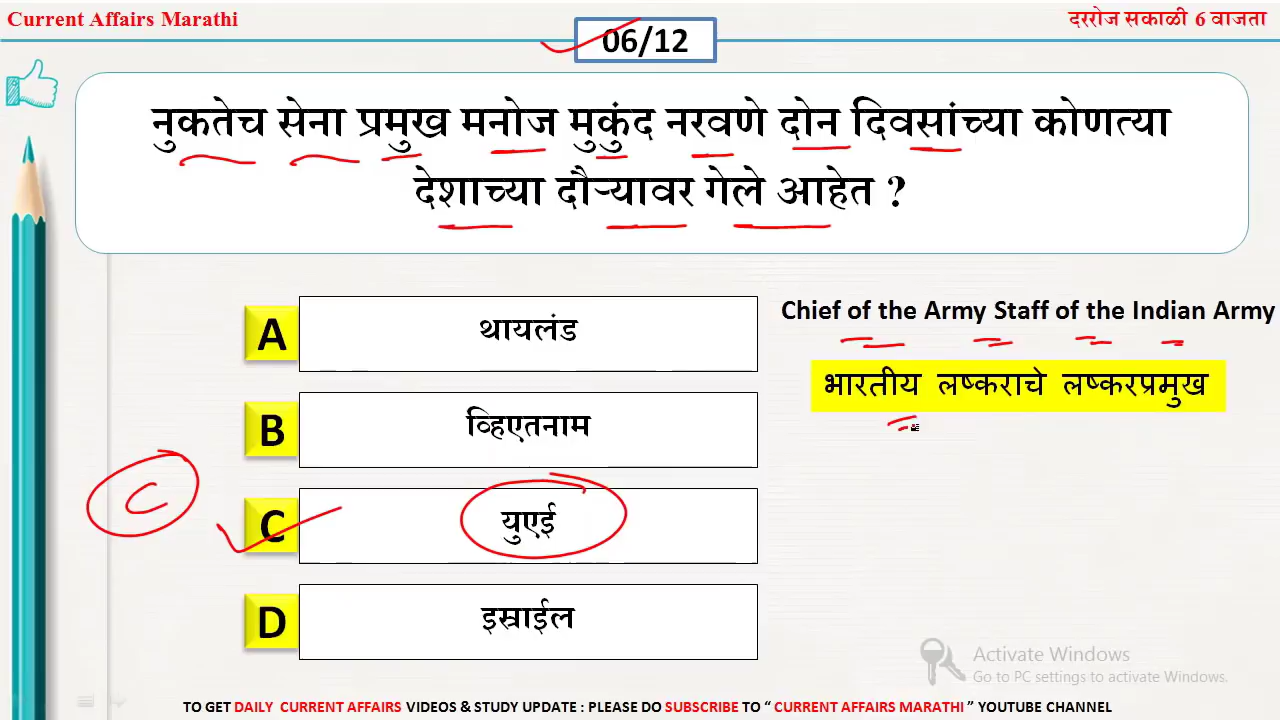 Current Affairs Marathi
दररोज सकाळी 6 वाजता
06/12
नुकतेच सेना प्रमुख मनोज मुकुंद नरवणे दोन दिवसांच्या कोणत्या
देशाच्या दौऱ्यावर गेले आहेत ?
A थायलंड
B व्हिएतनाम
C C युएई
D इस्राईल
Chief of the Army Staff of the Indian Army
भारतीय लष्कराचे लष्करप्रमुख
Activate Windows
Go to PC settings to activate Windows.
TO GET DAILY CURRENT AFFAIRS VIDEOS & STUDY UPDATE : PLEASE DO SUBSCRIBE TO “ CURRENT AFFAIRS MARATHI ” YOUTUBE CHANNEL